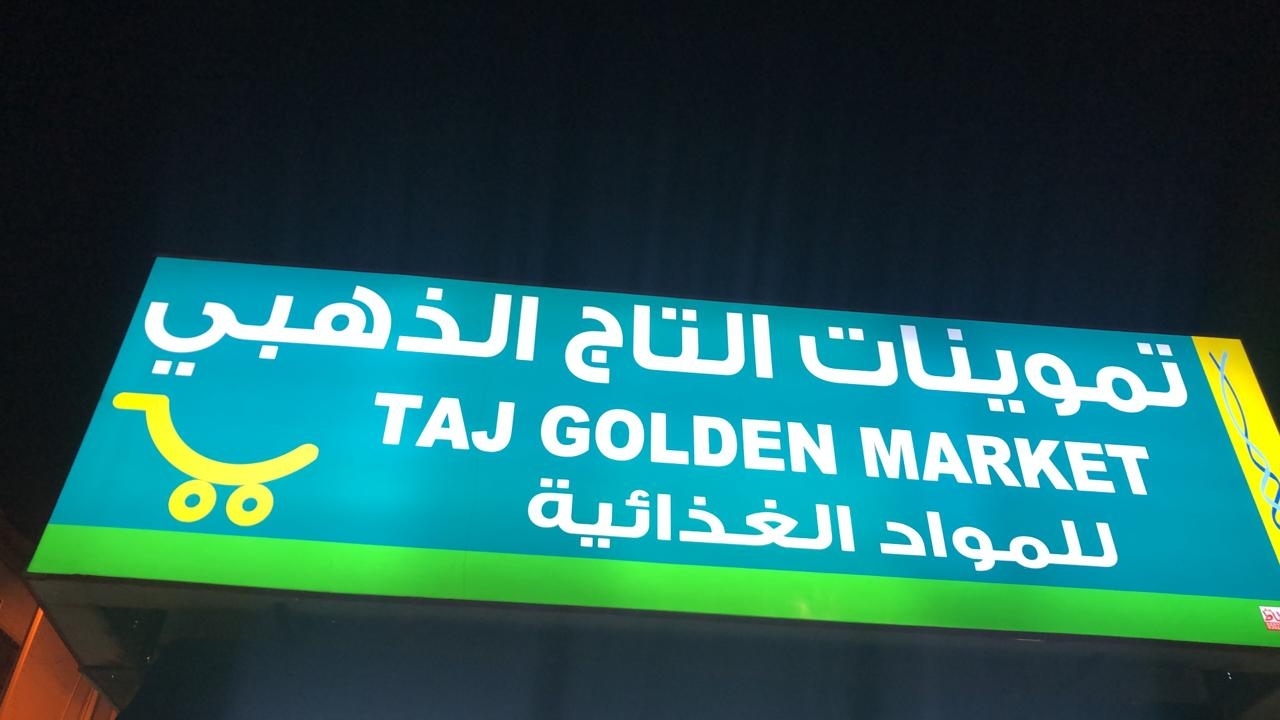 تموينات التاج الذهبي
TAJ GOLDEN MARKET
للمواد الغذائية